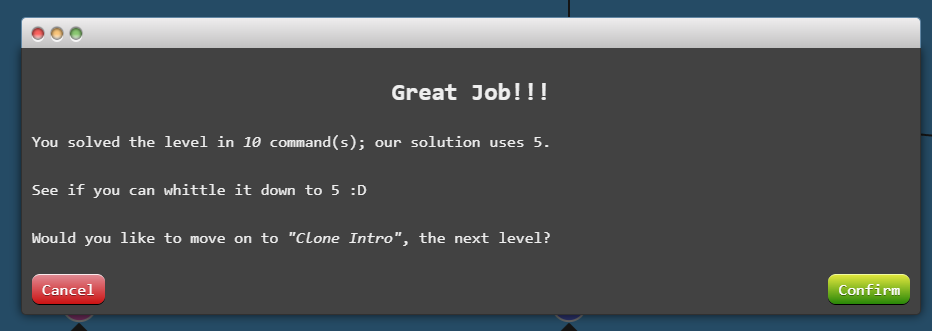 Great Job!!!
You solved the level in 10 command(s); our solution uses 5.
See if you can whittle it down to 5 :D
Would you like to move on to "Clone Intro", the next level?
Cancel
Confirm